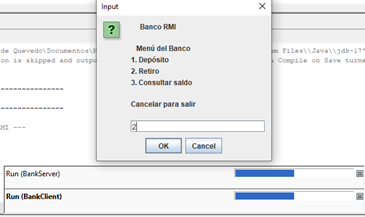 Input
Banco RMI
Menú del Banco
1. Depósito
2. Retiro
3. Consultar saldo
Cancelar para salir
2
OK Cancel
de Quevedo\Documentos\N
am Files\\Java\\jdk-17"
on is skipped and outpu
Compile on Save turne
---------------
---------------
MI ---
Run (BankServer)
Run (BankClient)